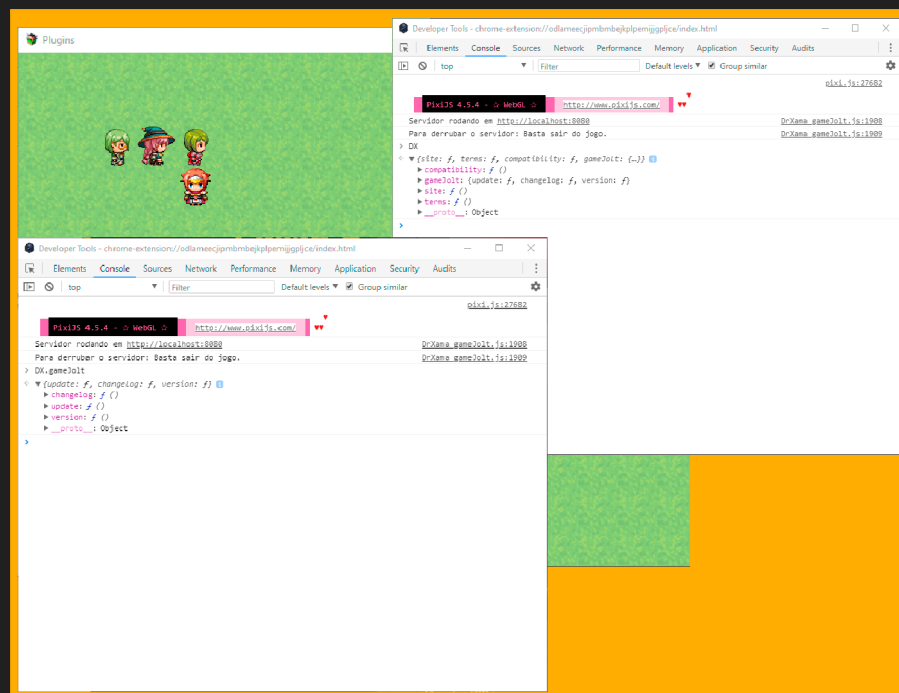 Plugins
Developer Tools - chrome-extension://odlameecjipmbmbejkplpemijjgpljce/index.html
Elements Console Sources Network Performance Memory Application Security Audits
top Filter Default levels ▼ Group similar
pixi.js:27682
PixiJS 4.5.4 - ☆ WebGL ☆ http://www.pixijs.com/ ♥♥♥
Servidor rodando em http://localhost:8080 DrXama_gameJolt.js:1908
Para derrubar o servidor: Basta sair do jogo. DrXama_gameJolt.js:1909
> DX
▼{site: ƒ, terms: ƒ, compatibility: ƒ, gameJolt: {…}}
▶compatibility: ƒ ()
▶gameJolt: {update: ƒ, changelog: ƒ, version: ƒ}
▶site: ƒ ()
▶terms: ƒ ()
▶__proto__: Object
>
Developer Tools - chrome-extension://odlameecjipmbmbejkplpemijjgpljce/index.html
Elements Console Sources Network Performance Memory Application Security Audits
top Filter Default levels ▼ Group similar
pixi.js:27682
PixiJS 4.5.4 - ☆ WebGL ☆ http://www.pixijs.com/ ♥♥♥
Servidor rodando em http://localhost:8080 DrXama_gameJolt.js:1908
Para derrubar o servidor: Basta sair do jogo. DrXama_gameJolt.js:1909
> DX.gameJolt
▼{update: ƒ, changelog: ƒ, version: ƒ}
▶changelog: ƒ ()
▶update: ƒ ()
▶version: ƒ ()
▶__proto__: Object
>